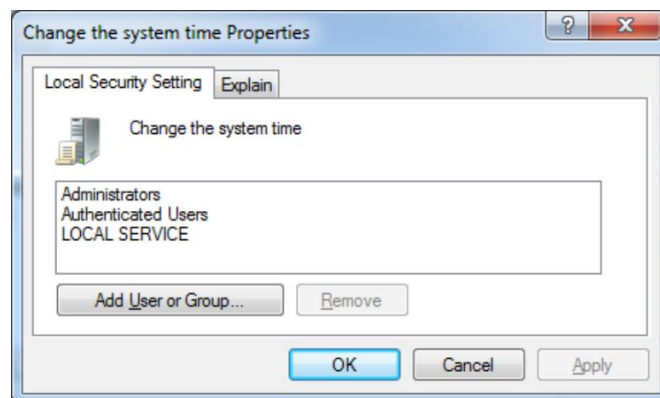 Change the system time Properties
Local Security Setting
Explain
Change the system time
Administrators
Authenticated Users
LOCAL SERVICE
Add User or Group...
Remove
OK
Cancel
Apply